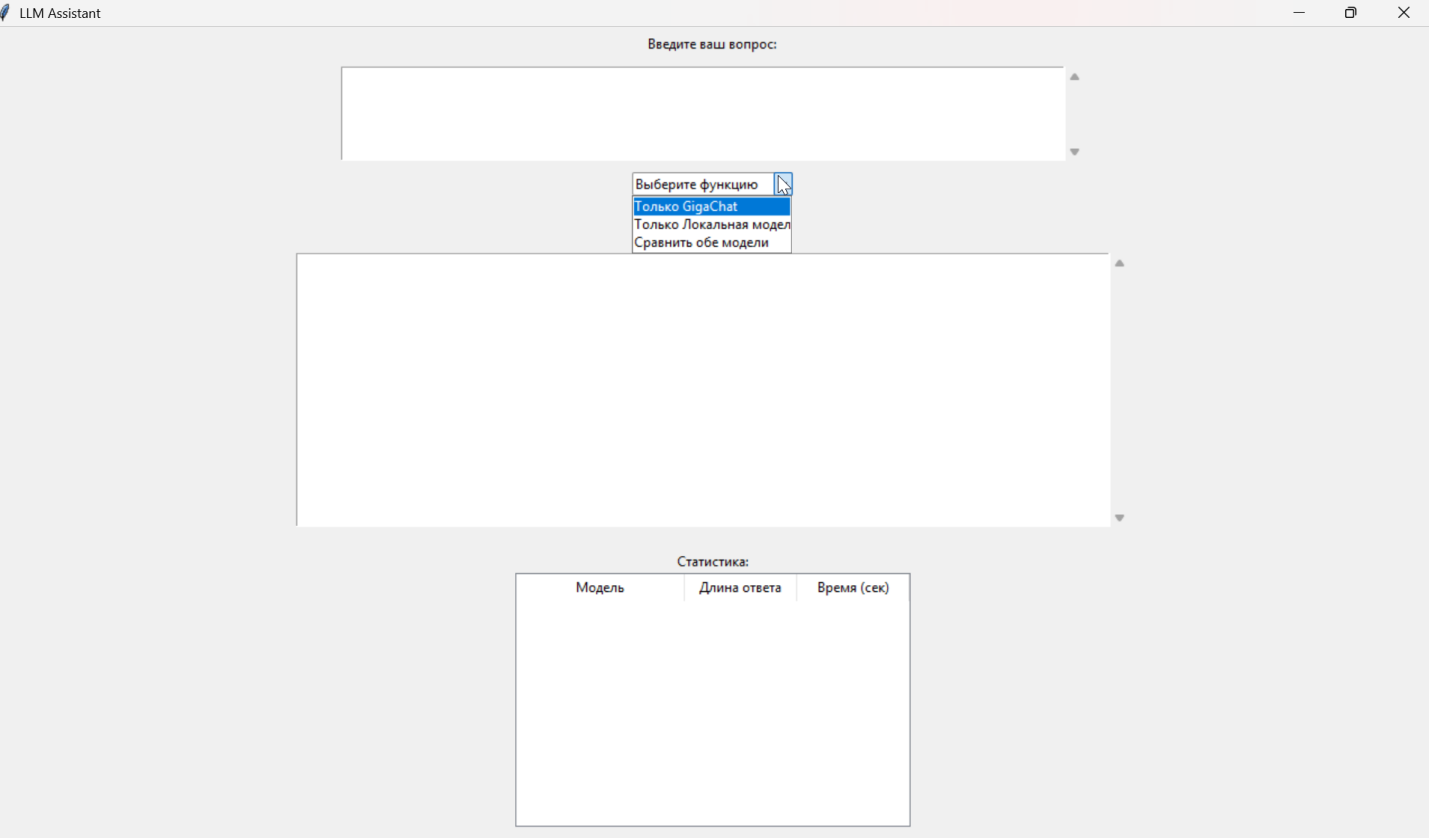 LLM Assistant
Введите ваш вопрос:
Выберите функцию
Только GigaChat
Только Локальная модел
Сравнить обе модели
Статистика:
Модель Длина ответа Время (сек)